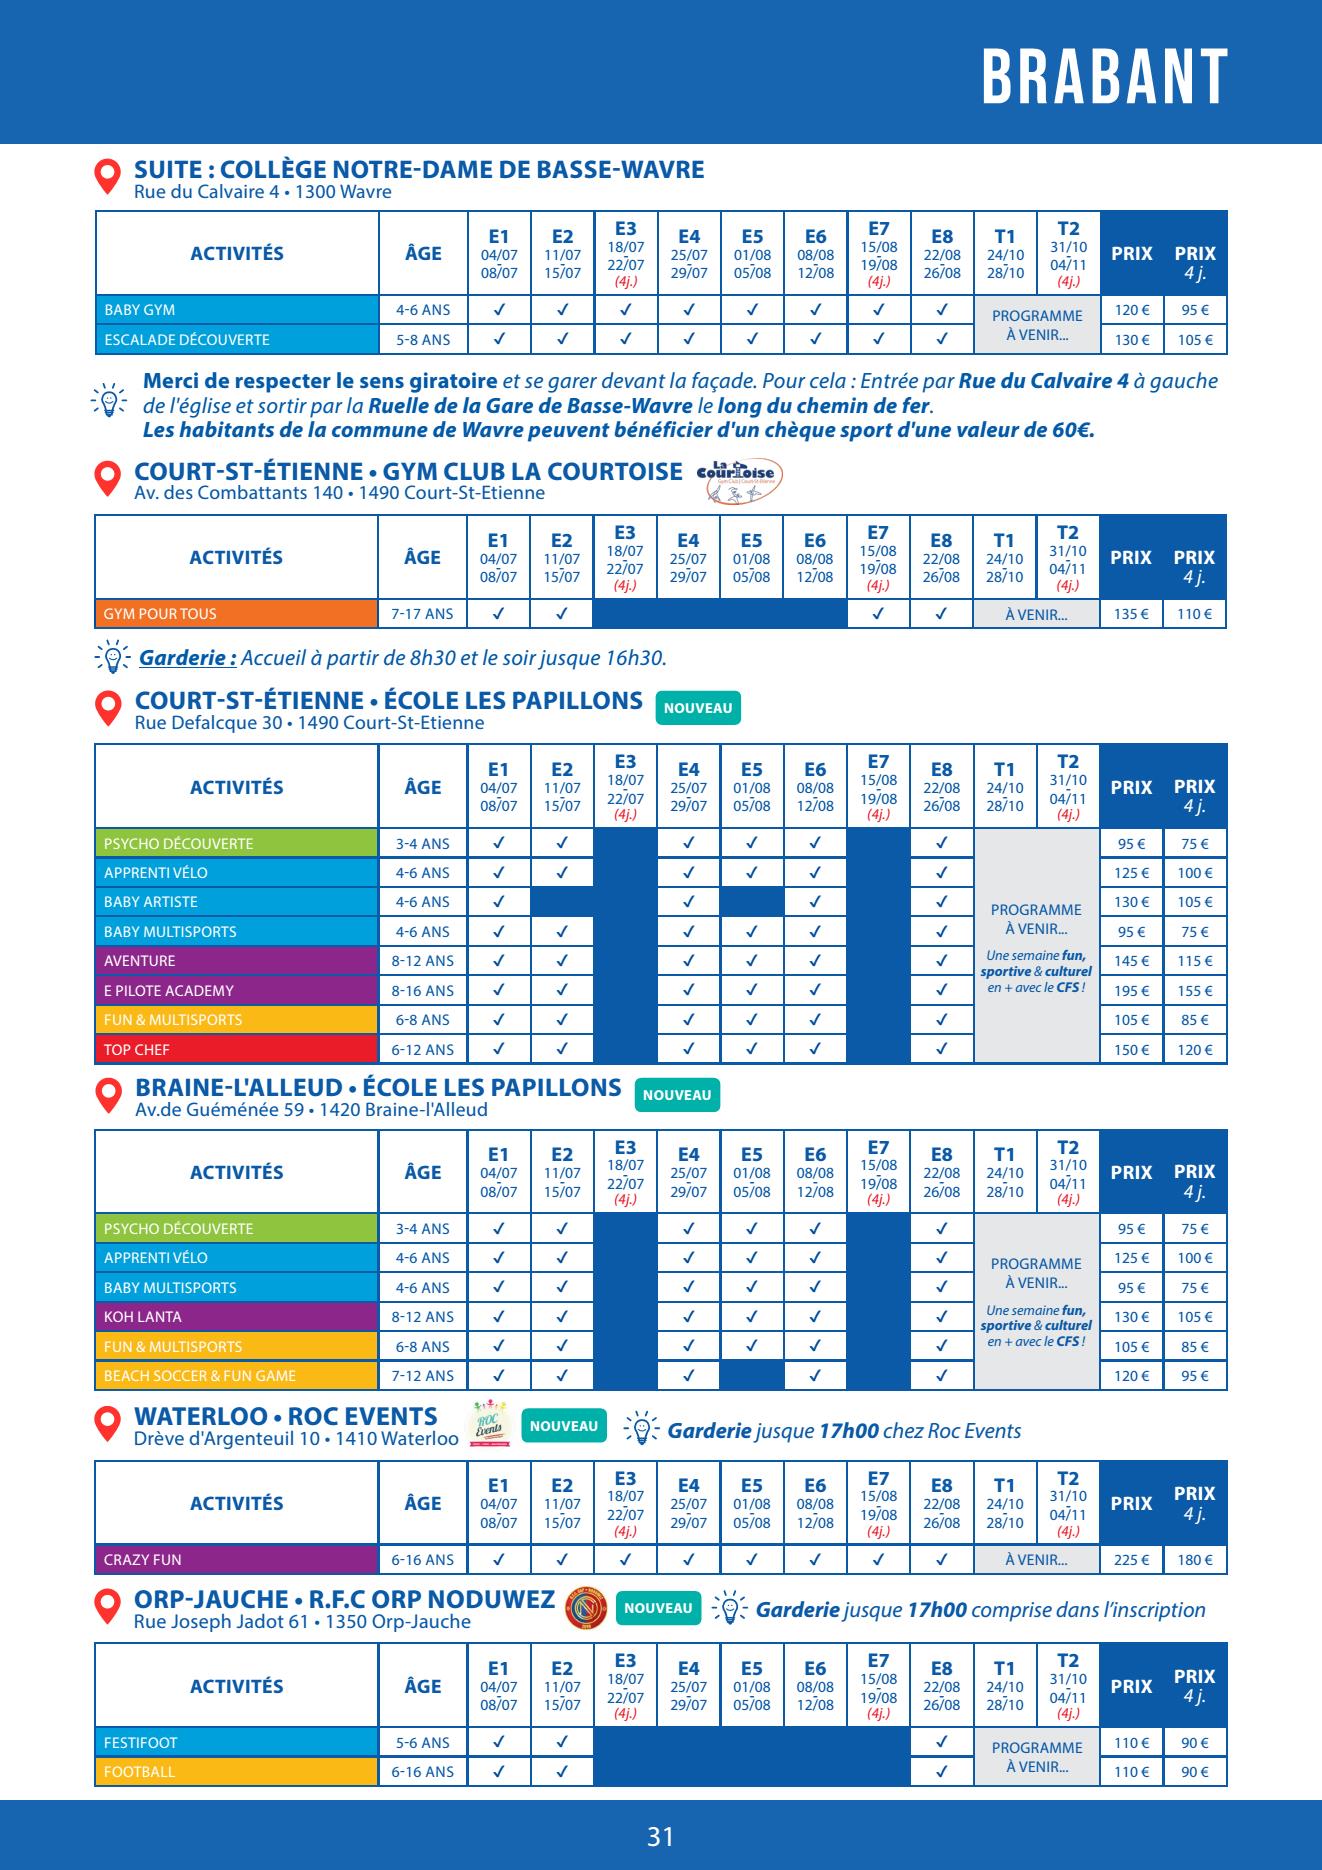 BRABANT
SUITE : COLLÈGE NOTRE-DAME DE BASSE-WAVRE
Rue du Calvaire 4 • 1300 Wavre
ACTIVITÉS ÂGE E1 04/07 - 08/07 E2 11/07 - 15/07 E3 18/07 - 22/07 (4j.) E4 25/07 - 29/07 E5 01/08 - 05/08 E6 08/08 - 12/08 E7 15/08 - 19/08 (4j.) E8 22/08 - 26/08 T1 24/10 - 28/10 T2 31/10 - 04/11 (4j.) PRIX PRIX 4 j.
BABY GYM 4-6 ANS ✓ ✓ ✓ ✓ ✓ ✓ ✓ ✓ PROGRAMME À VENIR... 120 € 95 €
ESCALADE DÉCOUVERTE 5-8 ANS ✓ ✓ ✓ ✓ ✓ ✓ ✓ ✓ 130 € 105 €
Merci de respecter le sens giratoire et se garer devant la façade. Pour cela : Entrée par Rue du Calvaire 4 à gauche
de l'église et sortir par la Ruelle de la Gare de Basse-Wavre le long du chemin de fer.
Les habitants de la commune de Wavre peuvent bénéficier d'un chèque sport d'une valeur de 60€.
COURT-ST-ÉTIENNE • GYM CLUB LA COURTOISE La Courtoise
Av. des Combattants 140 • 1490 Court-St-Etienne
ACTIVITÉS ÂGE E1 04/07 - 08/07 E2 11/07 - 15/07 E3 18/07 - 22/07 (4j.) E4 25/07 - 29/07 E5 01/08 - 05/08 E6 08/08 - 12/08 E7 15/08 - 19/08 (4j.) E8 22/08 - 26/08 T1 24/10 - 28/10 T2 31/10 - 04/11 (4j.) PRIX PRIX 4 j.
GYM POUR TOUS 7-17 ANS ✓ ✓ ✓ ✓ À VENIR... 135 € 110 €
Garderie : Accueil à partir de 8h30 et le soir jusque 16h30.
COURT-ST-ÉTIENNE • ÉCOLE LES PAPILLONS NOUVEAU
Rue Defalcque 30 • 1490 Court-St-Etienne
ACTIVITÉS ÂGE E1 04/07 - 08/07 E2 11/07 - 15/07 E3 18/07 - 22/07 (4j.) E4 25/07 - 29/07 E5 01/08 - 05/08 E6 08/08 - 12/08 E7 15/08 - 19/08 (4j.) E8 22/08 - 26/08 T1 24/10 - 28/10 T2 31/10 - 04/11 (4j.) PRIX PRIX 4 j.
PSYCHO DÉCOUVERTE 3-4 ANS ✓ ✓ ✓ ✓ ✓ ✓ 95 € 75 €
APPRENTI VÉLO 4-6 ANS ✓ ✓ ✓ ✓ ✓ ✓ 125 € 100 €
BABY ARTISTE 4-6 ANS ✓ ✓ ✓ ✓ 130 € 105 €
BABY MULTISPORTS 4-6 ANS ✓ ✓ ✓ ✓ ✓ ✓ 95 € 75 €
AVENTURE 8-12 ANS ✓ ✓ ✓ ✓ ✓ ✓ 145 € 115 €
E PILOTE ACADEMY 8-16 ANS ✓ ✓ ✓ ✓ ✓ ✓ 195 € 155 €
FUN & MULTISPORTS 6-8 ANS ✓ ✓ ✓ ✓ ✓ ✓ 105 € 85 €
TOP CHEF 6-12 ANS ✓ ✓ ✓ ✓ ✓ ✓ 150 € 120 €
PROGRAMME
À VENIR...
Une semaine fun,
sportive & culturel
en + avec le CFS !
BRAINE-L'ALLEUD • ÉCOLE LES PAPILLONS NOUVEAU
Av.de Guéménée 59 • 1420 Braine-l'Alleud
ACTIVITÉS ÂGE E1 04/07 - 08/07 E2 11/07 - 15/07 E3 18/07 - 22/07 (4j.) E4 25/07 - 29/07 E5 01/08 - 05/08 E6 08/08 - 12/08 E7 15/08 - 19/08 (4j.) E8 22/08 - 26/08 T1 24/10 - 28/10 T2 31/10 - 04/11 (4j.) PRIX PRIX 4 j.
PSYCHO DÉCOUVERTE 3-4 ANS ✓ ✓ ✓ ✓ ✓ ✓ 95 € 75 €
APPRENTI VÉLO 4-6 ANS ✓ ✓ ✓ ✓ ✓ ✓ 125 € 100 €
BABY MULTISPORTS 4-6 ANS ✓ ✓ ✓ ✓ ✓ ✓ 95 € 75 €
KOH LANTA 8-12 ANS ✓ ✓ ✓ ✓ ✓ ✓ 130 € 105 €
FUN & MULTISPORTS 6-8 ANS ✓ ✓ ✓ ✓ ✓ ✓ 105 € 85 €
BEACH SOCCER & FUN GAME 7-12 ANS ✓ ✓ ✓ ✓ ✓ 120 € 95 €
PROGRAMME
À VENIR...
Une semaine fun,
sportive & culturel
en + avec le CFS !
WATERLOO • ROC EVENTS ROC Events NOUVEAU Garderie jusque 17h00 chez Roc Events
Drève d'Argenteuil 10 • 1410 Waterloo
ACTIVITÉS ÂGE E1 04/07 - 08/07 E2 11/07 - 15/07 E3 18/07 - 22/07 (4j.) E4 25/07 - 29/07 E5 01/08 - 05/08 E6 08/08 - 12/08 E7 15/08 - 19/08 (4j.) E8 22/08 - 26/08 T1 24/10 - 28/10 T2 31/10 - 04/11 (4j.) PRIX PRIX 4 j.
CRAZY FUN 6-16 ANS ✓ ✓ ✓ ✓ ✓ ✓ ✓ ✓ À VENIR... 225 € 180 €
ORP-JAUCHE • R.F.C ORP NODUWEZ NOUVEAU Garderie jusque 17h00 comprise dans l’inscription
Rue Joseph Jadot 61 • 1350 Orp-Jauche
ACTIVITÉS ÂGE E1 04/07 - 08/07 E2 11/07 - 15/07 E3 18/07 - 22/07 (4j.) E4 25/07 - 29/07 E5 01/08 - 05/08 E6 08/08 - 12/08 E7 15/08 - 19/08 (4j.) E8 22/08 - 26/08 T1 24/10 - 28/10 T2 31/10 - 04/11 (4j.) PRIX PRIX 4 j.
FESTIFOOT 5-6 ANS ✓ ✓ ✓ PROGRAMME À VENIR... 110 € 90 €
FOOTBALL 6-16 ANS ✓ ✓ ✓ 110 € 90 €
31